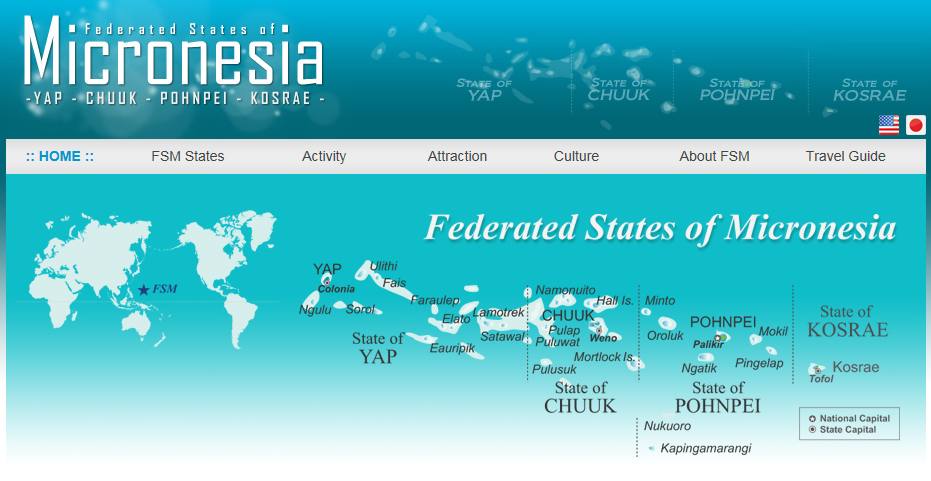 Federated States of
Micronesia
-YAP - CHUUK - POHNPEI - KOSRAE -
STATE OF
YAP
STATE OF
CHUUK
STATE OF
POHNPEI
STATE OF
KOSRAE
:: HOME ::
FSM States
Activity
Attraction
Culture
About FSM
Travel Guide
Federated States of Micronesia
FSM
YAP
Colonia
Ulithi
Fais
Ngulu
Sorol
Faraulep
Elato
Lamotrek
Satawal
Eauripik
State of
YAP
Namonuito
Hall Is.
CHUUK
Pulap
Weno
Puluwat
Mortlock Is.
Pulusuk
State of
CHUUK
Minto
Oroluk
POHNPEI
Palikir
Mokil
Ngatik
Pingelap
State of
POHNPEI
Nukuoro
Kapingamarangi
State of
KOSRAE
Kosrae
Tofol
National Capital
State Capital